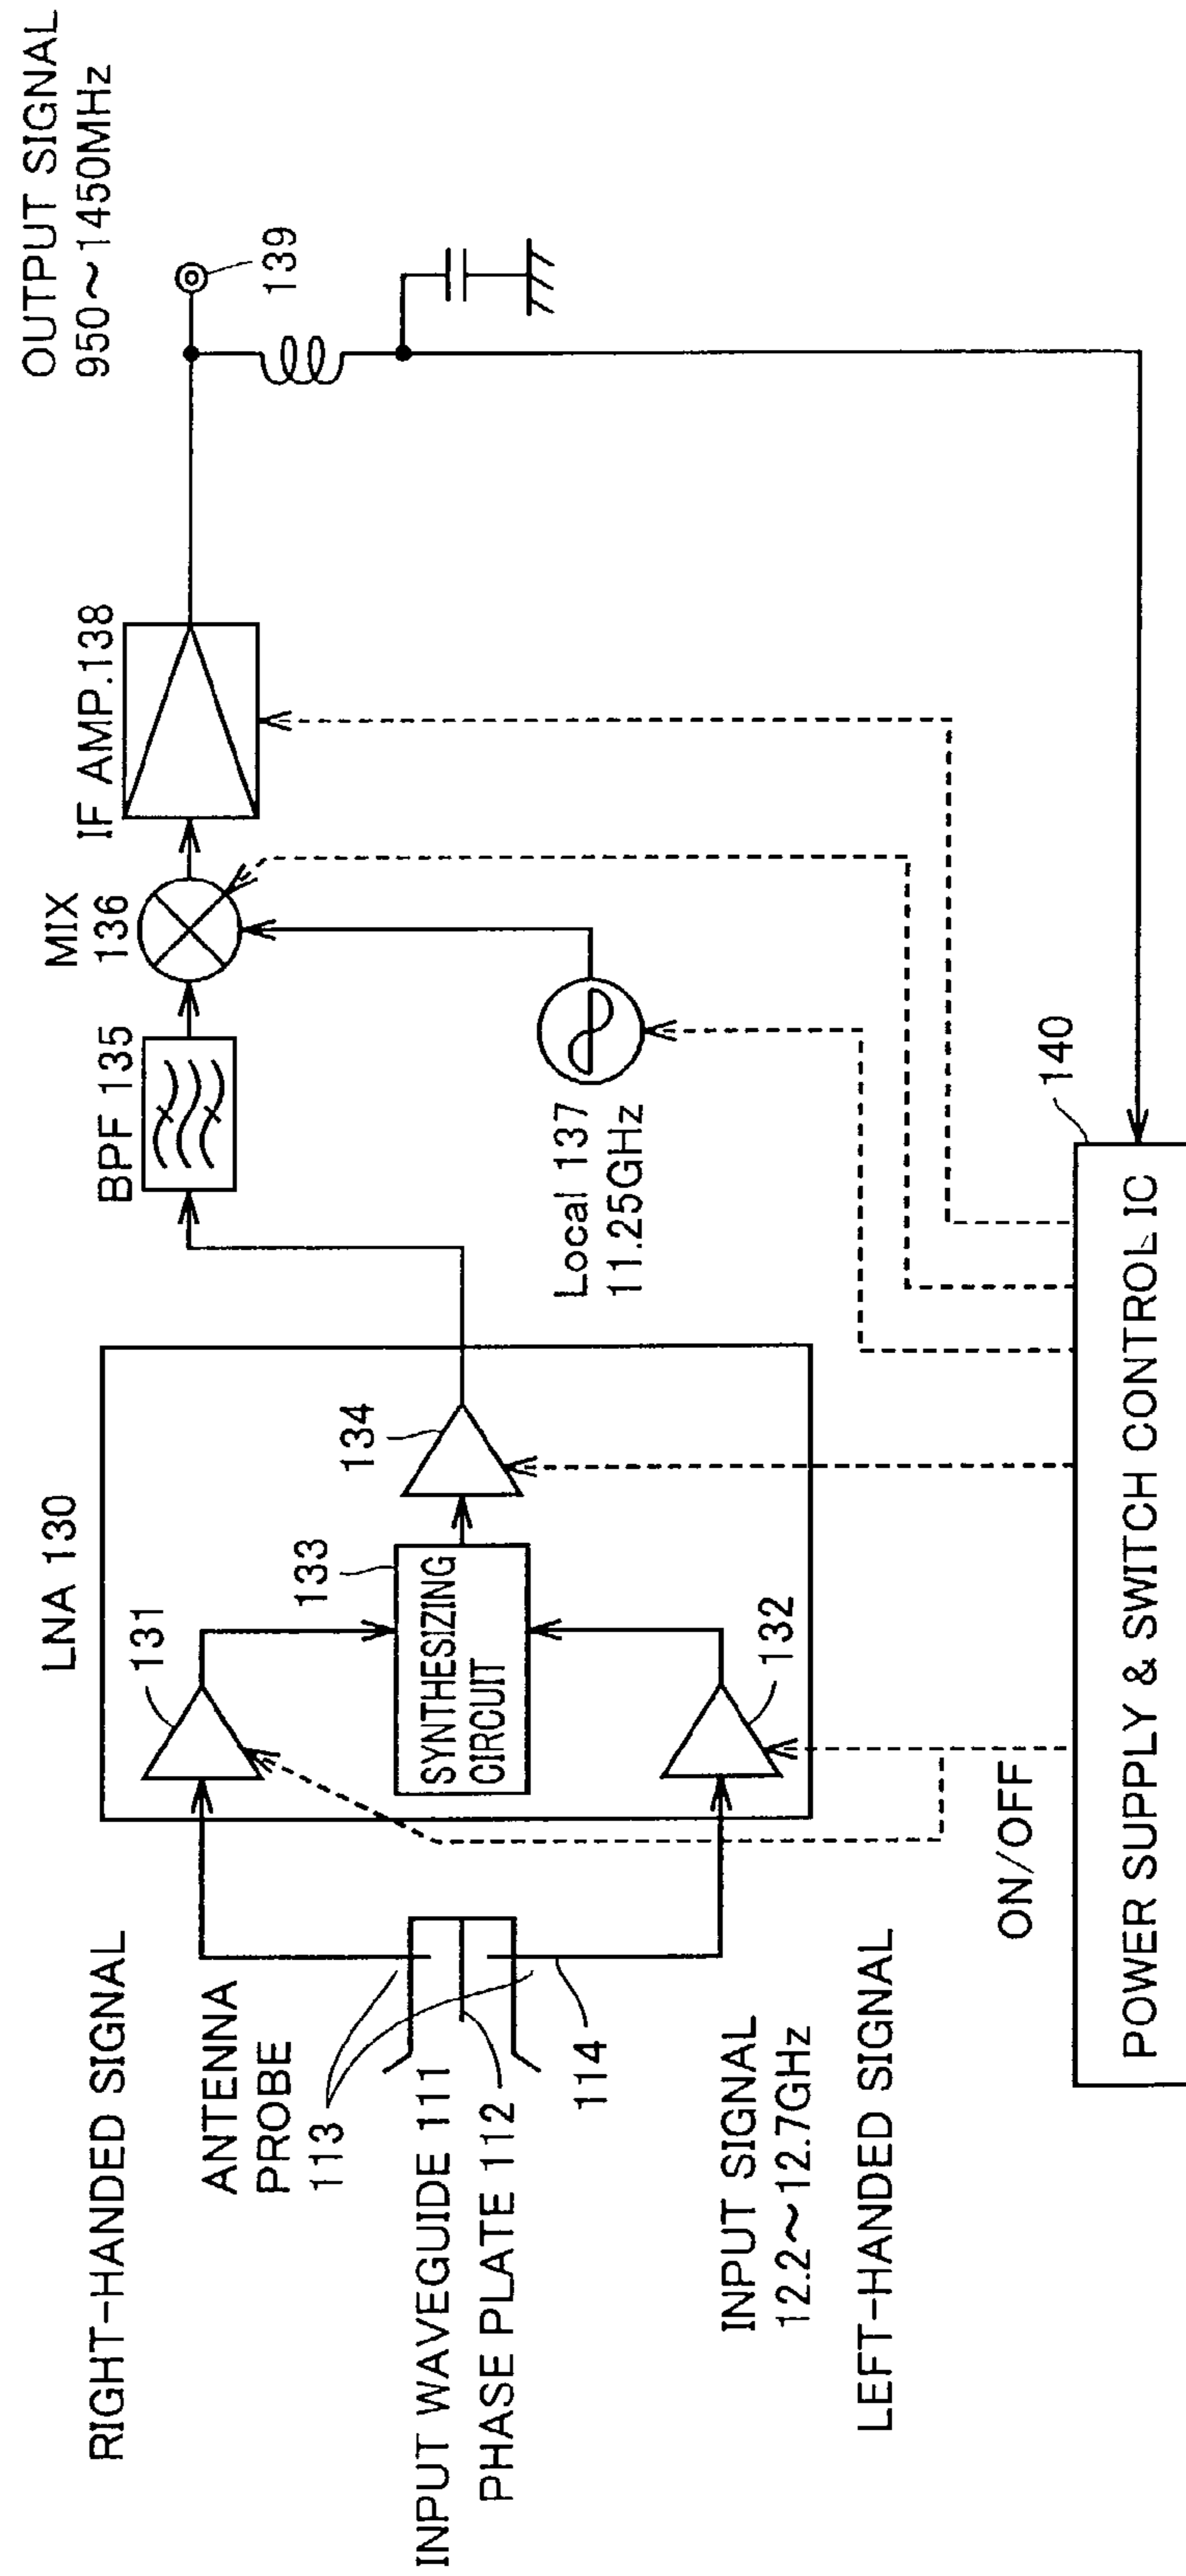 OUTPUT SIGNAL
950~1450MHz
139
IF AMP.138
MIX
136
BPF 135
Local 137
11.25GHz
LNA 130
131
133
134
SYNTHESIZING
CIRCUIT
132
140
RIGHT-HANDED SIGNAL
ANTENNA
PROBE
113
INPUT WAVEGUIDE 111
PHASE PLATE 112
114
INPUT SIGNAL
12.2~12.7GHz
LEFT-HANDED SIGNAL
ON/OFF
POWER SUPPLY & SWITCH CONTROL IC